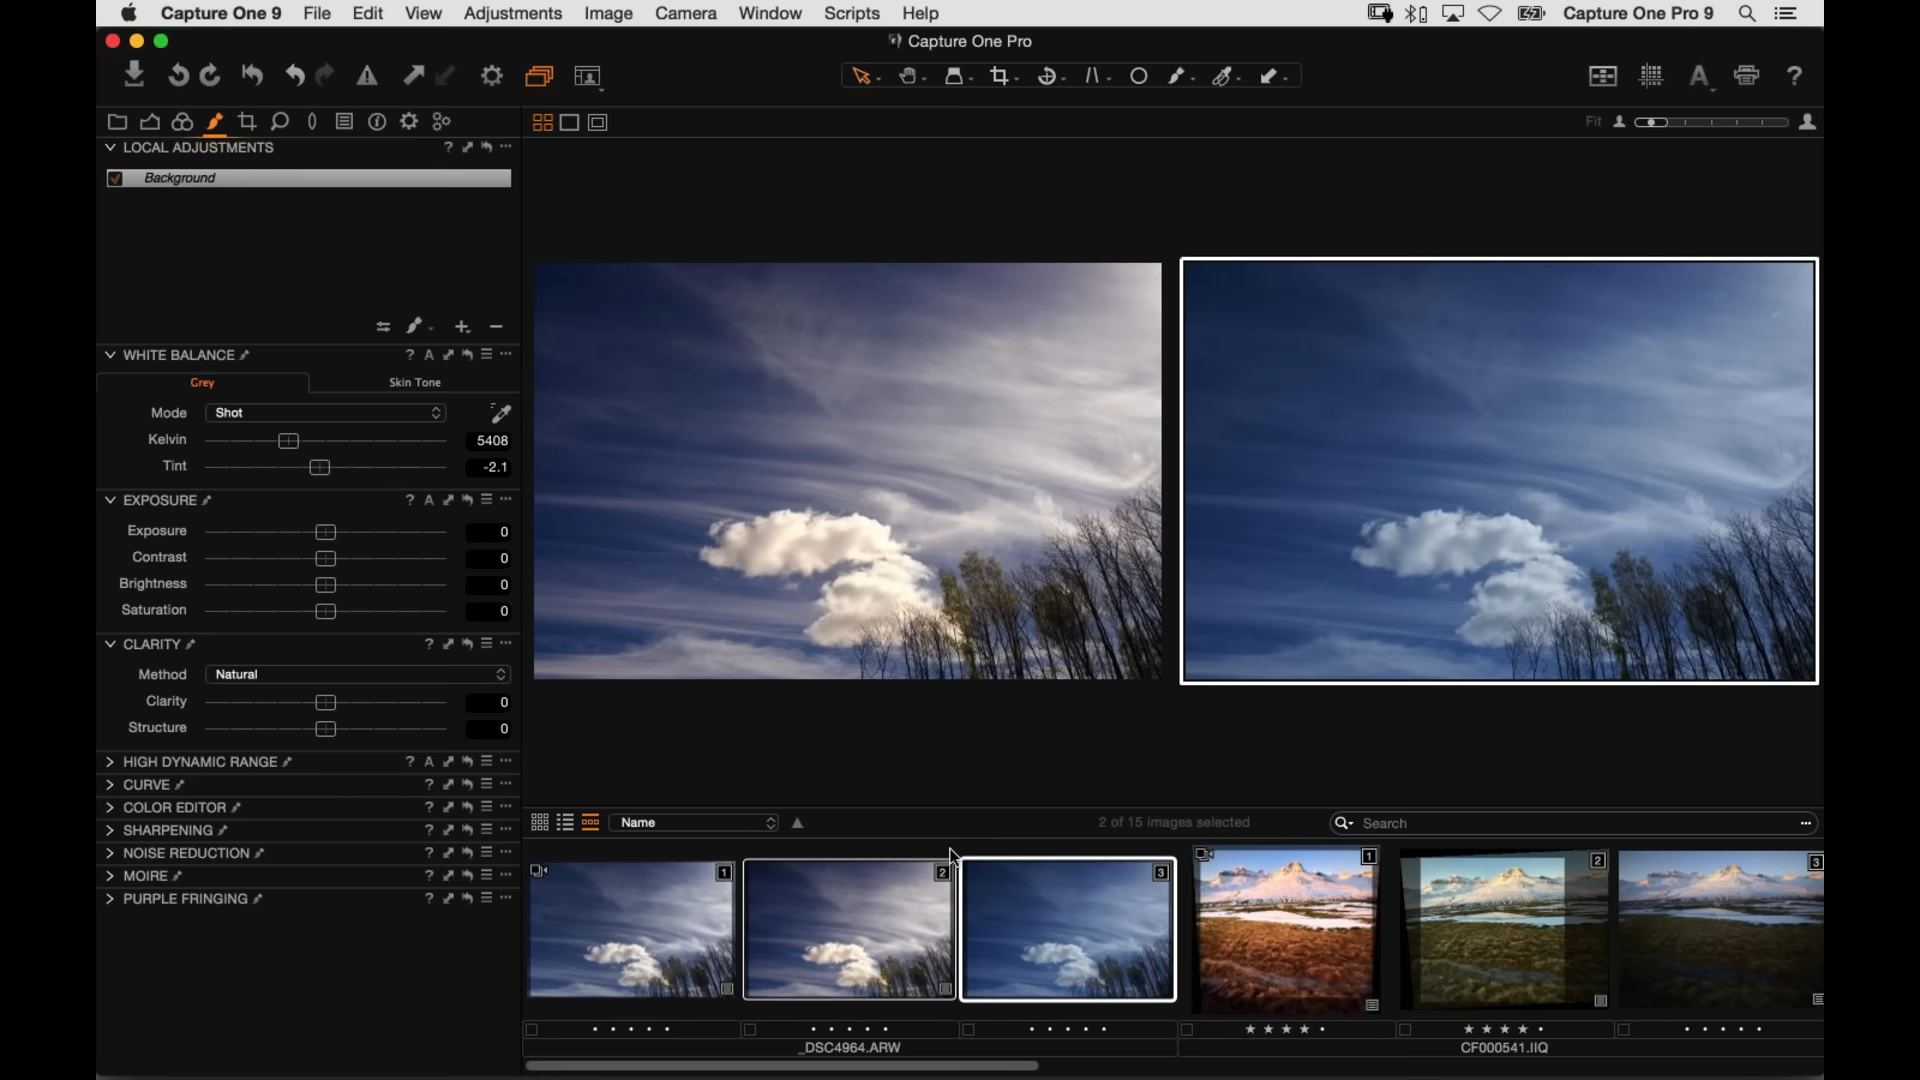 Capture One 9 File Edit View Adjustments Image Camera Window Scripts Help Capture One Pro 9
Capture One Pro
A ?
Fit
LOCAL ADJUSTMENTS ? ...
Background
WHITE BALANCE ? A ...
Grey Skin Tone
Mode Shot
Kelvin 5408
Tint -2.1
EXPOSURE ? A ...
Exposure 0
Contrast 0
Brightness 0
Saturation 0
CLARITY ? ...
Method Natural
Clarity 0
Structure 0
HIGH DYNAMIC RANGE ? A ...
CURVE ? ...
COLOR EDITOR ? ...
SHARPENING ? ...
NOISE REDUCTION ? ...
MOIRE ? ...
PURPLE FRINGING ? ...
Name 2 of 15 images selected Search ...
1 2 3 1 2 3
_DSC4964.ARW CF000541.IIQ